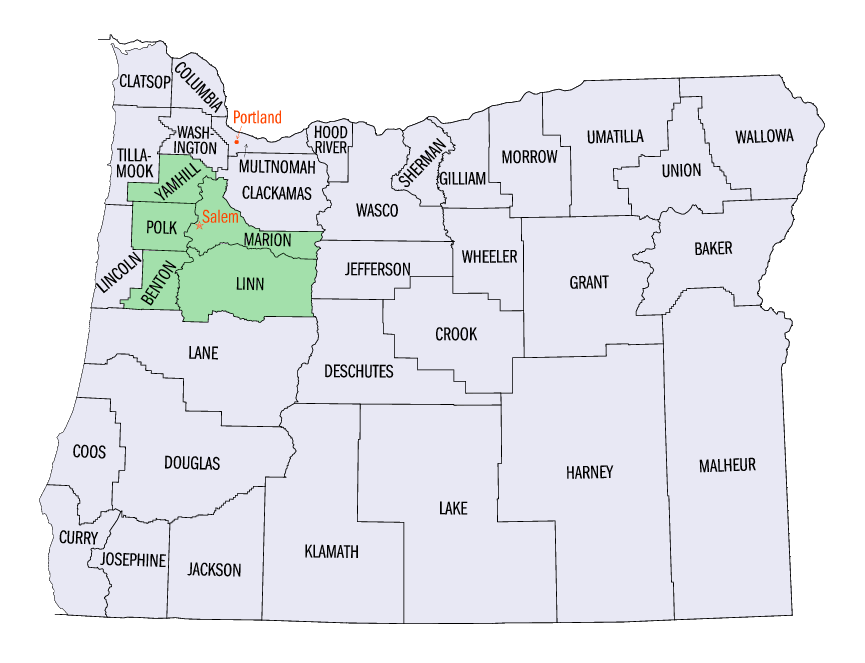 CLATSOP
COLUMBIA
Portland
WASH-
INGTON
HOOD
RIVER
TILLA-
MOOK
MULTNOMAH
YAMHILL
CLACKAMAS
SHERMAN
GILLIAM
MORROW
UMATILLA
UNION
WALLOWA
WASCO
Salem
POLK
MARION
LINCOLN
BENTON
LINN
JEFFERSON
WHEELER
GRANT
BAKER
CROOK
LANE
DESCHUTES
COOS
DOUGLAS
HARNEY
MALHEUR
LAKE
CURRY
JOSEPHINE
JACKSON
KLAMATH